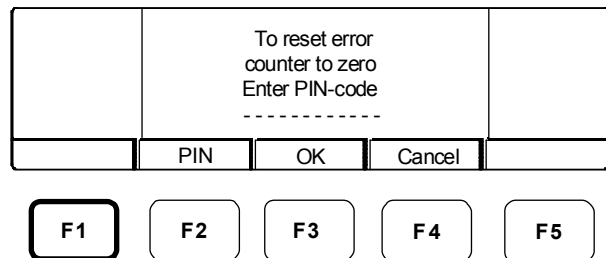 To reset error
counter to zero
Enter PIN-code
- - - - - - - - - - - -
PIN OK Cancel
F1 F2 F3 F4 F5